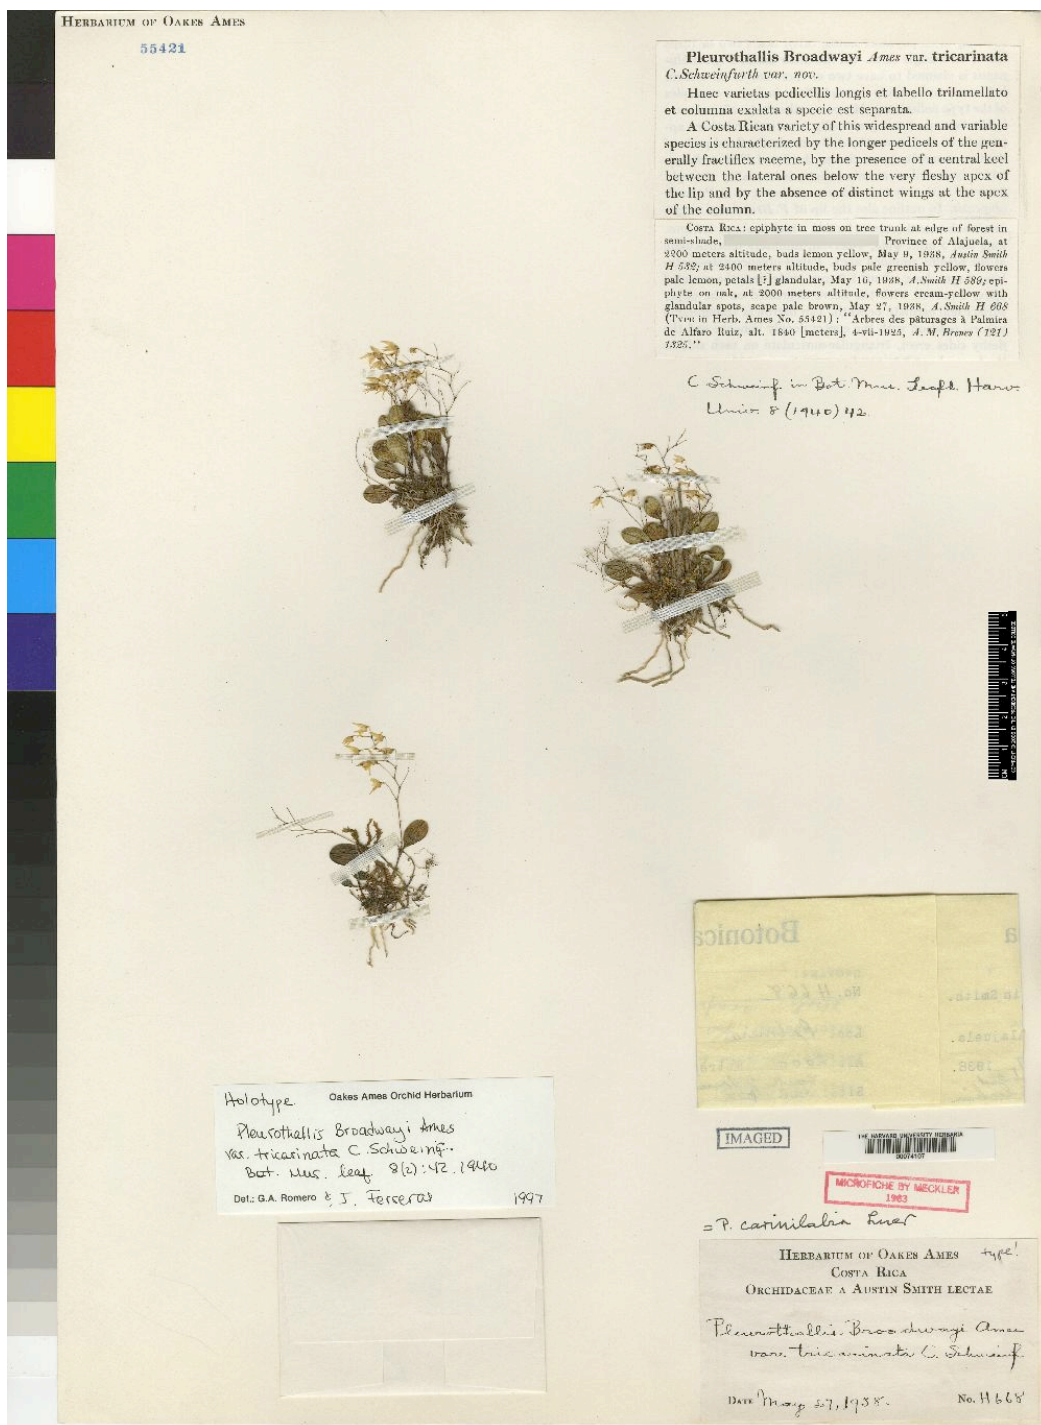 HERBARIUM OF OAKES AMES
55421
Pleurothallis Broadwayi Ames var. tricarinata
C.Schweinfurth var. nov.
Haec varietas pedicellis longis et labello trilamellato
et columna exalata a specie est separata.
A Costa Rican variety of this widespread and variable
species is characterized by the longer pedicels of the gen-
erally fractiflex raceme, by the presence of a central keel
between the lateral ones below the very fleshy apex of
the lip and by the absence of distinct wings at the apex
of the column.
COSTA RICA: epiphyte in moss on tree trunk at edge of forest in
semi-shade, Province of Alajuela, at
2200 meters altitude, buds lemon yellow, May 9, 1938, Austin Smith
H 532; at 2400 meters altitude, buds pale greenish yellow, flowers
pale lemon, petals [?] glandular, May 16, 1938, A.Smith H 589; epi-
phyte on oak, at 2000 meters altitude, flowers cream-yellow with
glandular spots, scape pale brown, May 27, 1938, A.Smith H 668
(TYPE in Herb. Ames No. 55421); "Arbres des pâturages à Palmira
de Alfaro Ruiz, alt. 1840 [meters], 4-vii-1925, A.M.Brenes (121)
1325."
C Schweinf. in Bot. Mus. Leafl. Harv.
Univ. 8 (1940) 42
Botonica
a
No. H 668
in Smith.
Alajuela.
1938.
IMAGED
THE HARVARD UNIVERSITY HERBARIA
00074107
MICROFICHE BY MECKLER
1983
Holotype. Oakes Ames Orchid Herbarium
Pleurothallis Broadwayi Ames
var. tricarinata C. Schweinf.
Bot. Mus. leaf 8(2):42. 1940
Det.: G.A. Romero & J. Ferreras 1997
= P. carinilabia Luer
HERBARIUM OF OAKES AMES type!
COSTA RICA
ORCHIDACEAE A AUSTIN SMITH LECTAE
Pleurothallis Broadwayi Ames
var. tricarinata C. Schweinf.
DATE May 27, 1938. No. H668